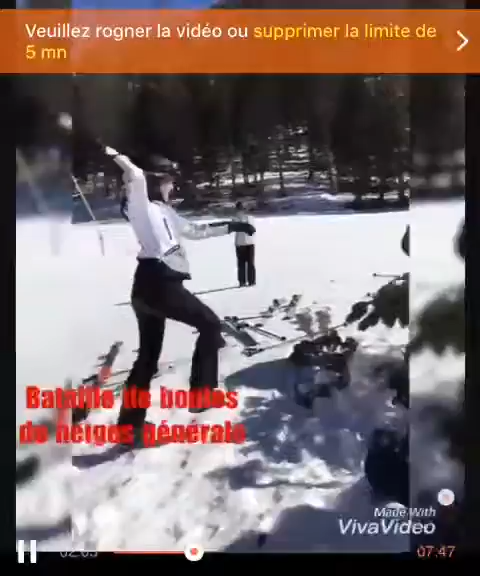 Veuillez rogner la vidéo ou supprimer la limite de
5 mn
Bataille de boules
de neiges générale
Made With
VivaVideo
02:05
07:47